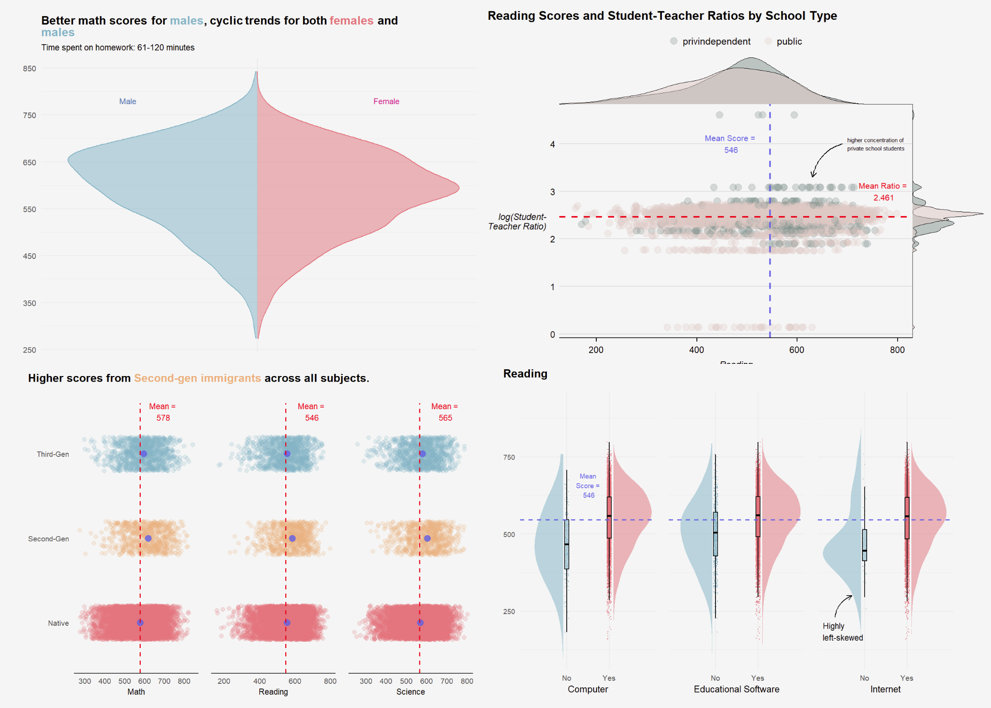 Better math scores for males, cyclic trends for both females and
males
Time spent on homework: 61-120 minutes
850
750
650
550
450
350
250
Male
Female
Reading Scores and Student-Teacher Ratios by School Type
privindependent
public
4
3
2
1
0
log(Student-
Teacher Ratio)
Mean Score =
546
higher concentration of
private school students
Mean Ratio =
2.461
200
400
600
800
Reading
Higher scores from Second-gen immigrants across all subjects.
Mean =
578
Mean =
546
Mean =
565
Third-Gen
Second-Gen
Native
300 400 500 600 700 800
200 400 600 800
300 400 500 600 700 800
Math
Reading
Science
Reading
750
500
250
Mean
Score =
546
Highly
left-skewed
No Yes
No Yes
No Yes
Computer
Educational Software
Internet